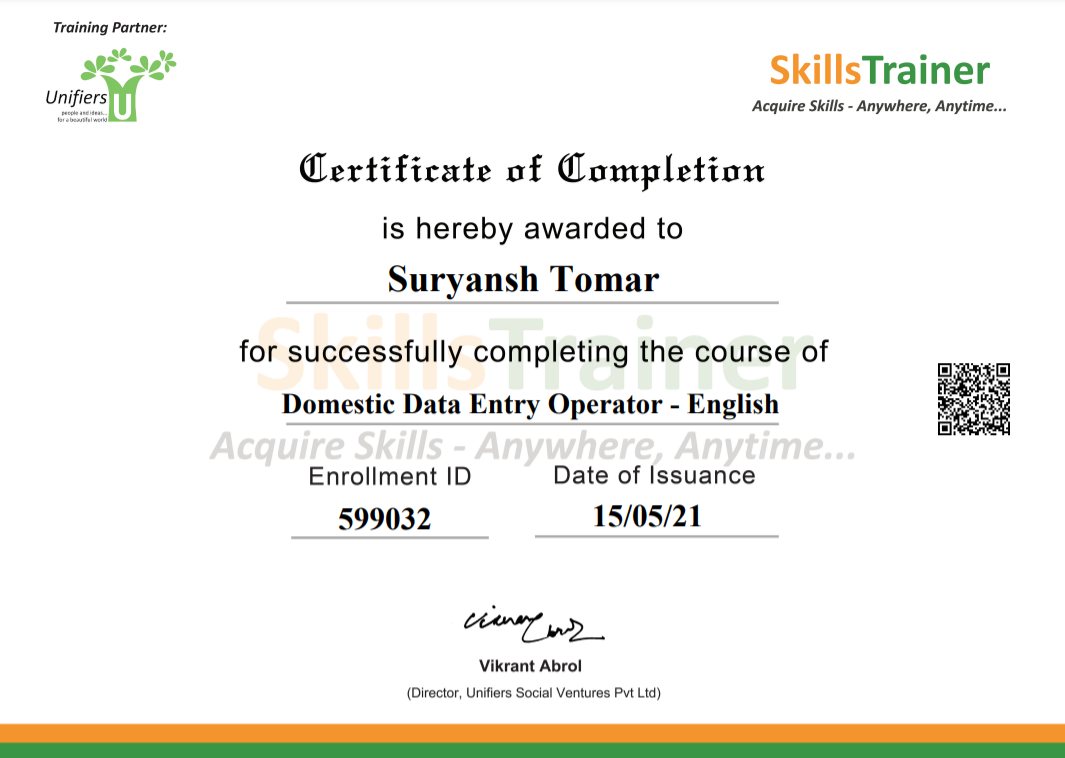 Training Partner:
Unifiers
U
people and ideas...
for a beautiful world
SkillsTrainer
Acquire Skills - Anywhere, Anytime...
Certificate of Completion
is hereby awarded to
Suryansh Tomar
SkillsTrainer
for successfully completing the course of
Domestic Data Entry Operator - English
Acquire Skills - Anywhere, Anytime...
Enrollment ID
Date of Issuance
599032
15/05/21
Vikrant Abrol
Vikrant Abrol
(Director, Unifiers Social Ventures Pvt Ltd)